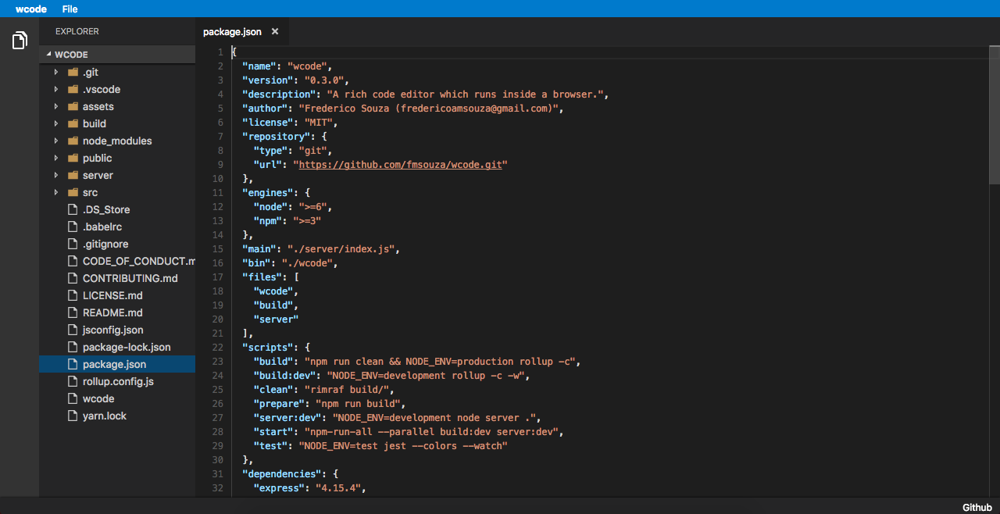 wcode File
EXPLORER
WCODE
.git
.vscode
assets
build
node_modules
public
server
src
.DS_Store
.babelrc
.gitignore
CODE_OF_CONDUCT.m
CONTRIBUTING.md
LICENSE.md
README.md
jsconfig.json
package-lock.json
package.json
rollup.config.js
wcode
yarn.lock
package.json ×
1 {
2 "name": "wcode",
3 "version": "0.3.0",
4 "description": "A rich code editor which runs inside a browser.",
5 "author": "Frederico Souza (fredericoamsouza@gmail.com)",
6 "license": "MIT",
7 "repository": {
8 "type": "git",
9 "url": "https://github.com/fmsouza/wcode.git"
10 },
11 "engines": {
12 "node": ">=6",
13 "npm": ">=3"
14 },
15 "main": "./server/index.js",
16 "bin": "./wcode",
17 "files": [
18 "wcode",
19 "build",
20 "server"
21 ],
22 "scripts": {
23 "build": "npm run clean && NODE_ENV=production rollup -c",
24 "build:dev": "NODE_ENV=development rollup -c -w",
25 "clean": "rimraf build/",
26 "prepare": "npm run build",
27 "server:dev": "NODE_ENV=development node server .",
28 "start": "npm-run-all --parallel build:dev server:dev",
29 "test": "NODE_ENV=test jest --colors --watch"
30 },
31 "dependencies": {
32 "express": "4.15.4",
Github